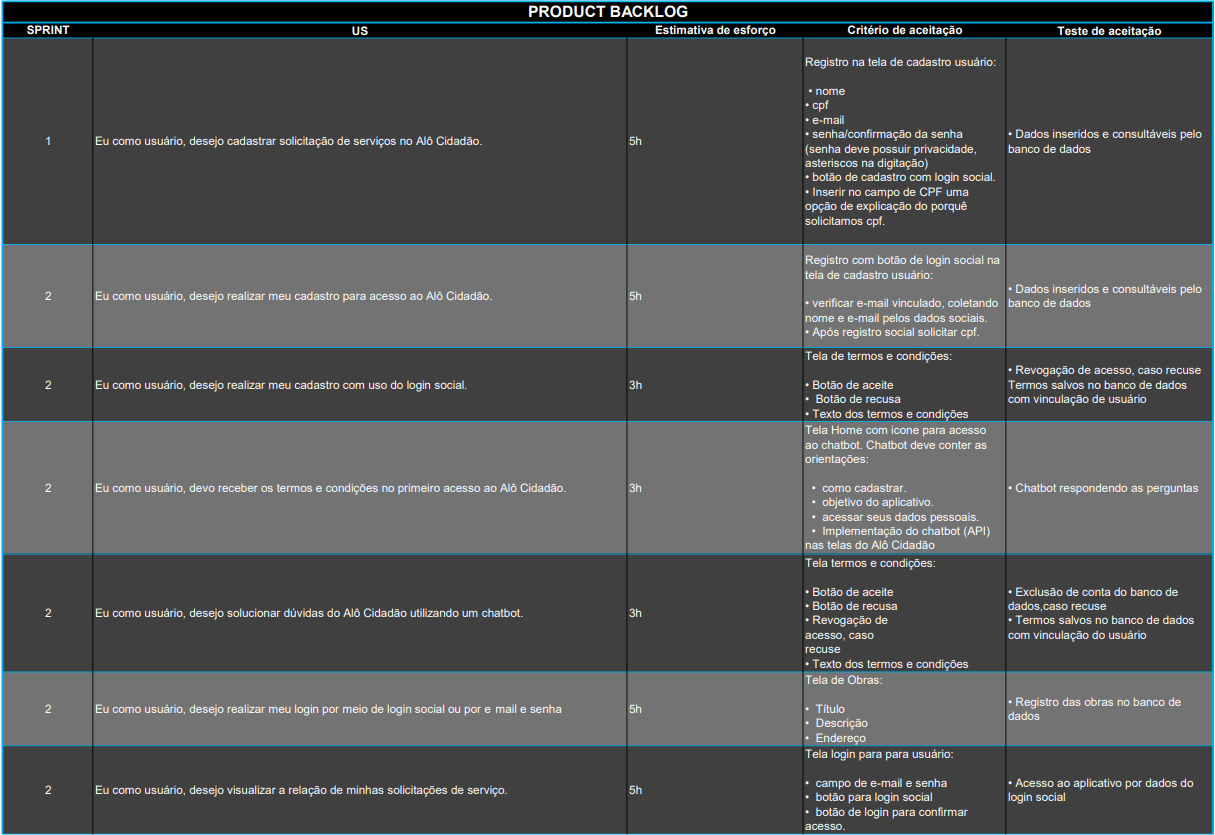 PRODUCT BACKLOG
SPRINT US Estimativa de esforço Critério de aceitação Teste de aceitação
1
Eu como usuário, desejo cadastrar solicitação de serviços no Alô Cidadão.
5h
Registro na tela de cadastro usuário:
• nome
• cpf
• e-mail
• senha/confirmação da senha
(senha deve possuir privacidade,
asteriscos na digitação)
• botão de cadastro com login social.
• Inserir no campo de CPF uma
opção de explicação do porquê
solicitamos cpf.
• Dados inseridos e consultáveis pelo
banco de dados
2
Eu como usuário, desejo realizar meu cadastro para acesso ao Alô Cidadão.
5h
Registro com botão de login social na
tela de cadastro usuário:
• verificar e-mail vinculado, coletando
nome e e-mail pelos dados sociais.
• Após registro social solicitar cpf.
• Dados inseridos e consultáveis pelo
banco de dados
2
Eu como usuário, desejo realizar meu cadastro com uso do login social.
3h
Tela de termos e condições:
• Botão de aceite
• Botão de recusa
• Texto dos termos e condições
• Revogação de acesso, caso recuse
Termos salvos no banco de dados
com vinculação de usuário
2
Eu como usuário, devo receber os termos e condições no primeiro acesso ao Alô Cidadão.
3h
Tela Home com icone para acesso
ao chatbot. Chatbot deve conter as
orientações:
• como cadastrar.
• objetivo do aplicativo.
• acessar seus dados pessoais.
• Implementação do chatbot (API)
nas telas do Alô Cidadão
• Chatbot respondendo as perguntas
2
Eu como usuário, desejo solucionar dúvidas do Alô Cidadão utilizando um chatbot.
3h
Tela termos e condições:
• Botão de aceite
• Botão de recusa
• Revogação de
acesso, caso
recuse
• Texto dos termos e condições
• Exclusão de conta do banco de
dados,caso recuse
• Termos salvos no banco de dados
com vinculação do usuário
2
Eu como usuário, desejo realizar meu login por meio de login social ou por e mail e senha
5h
Tela de Obras:
• Título
• Descrição
• Endereço
• Registro das obras no banco de
dados
2
Eu como usuário, desejo visualizar a relação de minhas solicitações de serviço.
5h
Tela login para para usuário:
• campo de e-mail e senha
• botão para login social
• botão de login para confirmar
acesso.
• Acesso ao aplicativo por dados do
login social